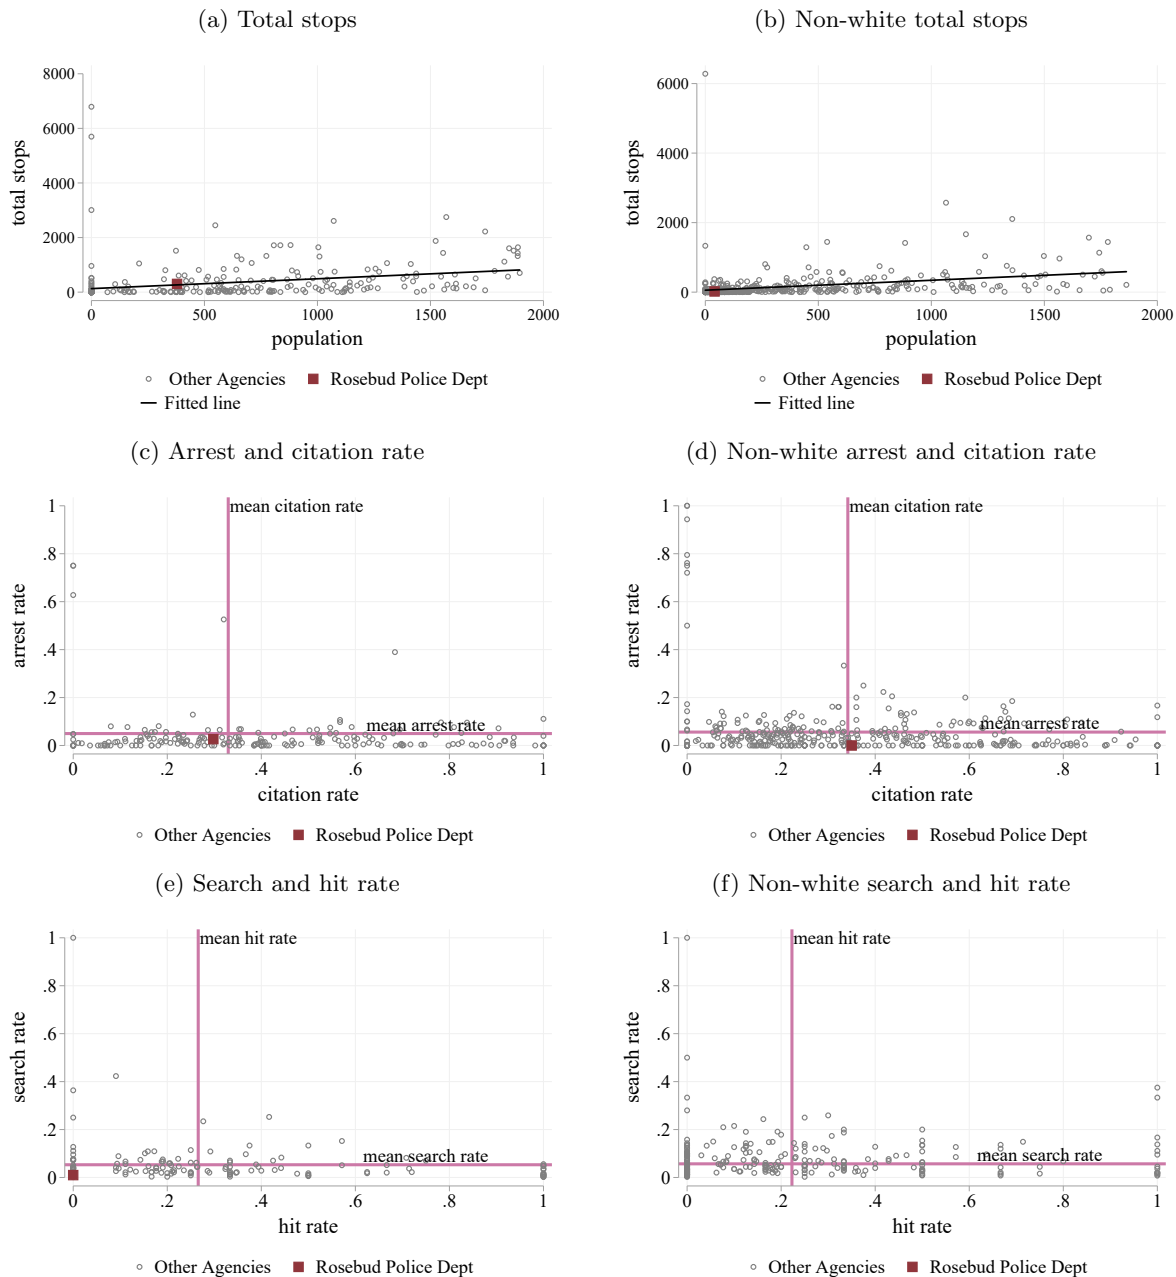 (a) Total stops
total stops
8000
6000
4000
2000
0
0 500 1000 1500 2000
population
Other Agencies Rosebud Police Dept
Fitted line
(b) Non-white total stops
total stops
6000
4000
2000
0
0 500 1000 1500 2000
population
Other Agencies Rosebud Police Dept
Fitted line
(c) Arrest and citation rate
mean citation rate
arrest rate
1
.8
.6
.4
.2
0
mean arrest rate
0 .2 .4 .6 .8 1
citation rate
Other Agencies Rosebud Police Dept
(d) Non-white arrest and citation rate
mean citation rate
arrest rate
1
.8
.6
.4
.2
0
mean arrest rate
0 .2 .4 .6 .8 1
citation rate
Other Agencies Rosebud Police Dept
(e) Search and hit rate
mean hit rate
search rate
1
.8
.6
.4
.2
0
mean search rate
0 .2 .4 .6 .8 1
hit rate
Other Agencies Rosebud Police Dept
(f) Non-white search and hit rate
mean hit rate
search rate
1
.8
.6
.4
.2
0
mean search rate
0 .2 .4 .6 .8 1
hit rate
Other Agencies Rosebud Police Dept